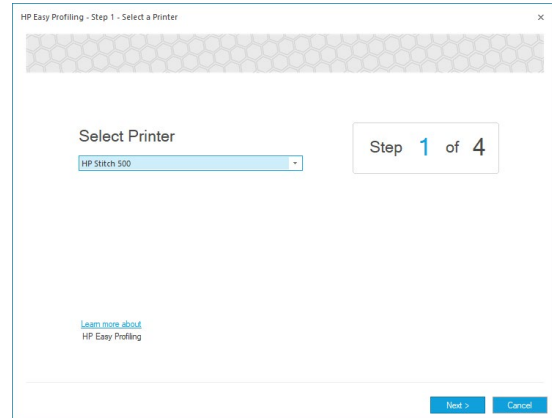 HP Easy Profiling - Step 1 - Select a Printer
Select Printer
HP Stitch 500
Step 1 of 4
Learn more about
HP Easy Profiling
Next >
Cancel